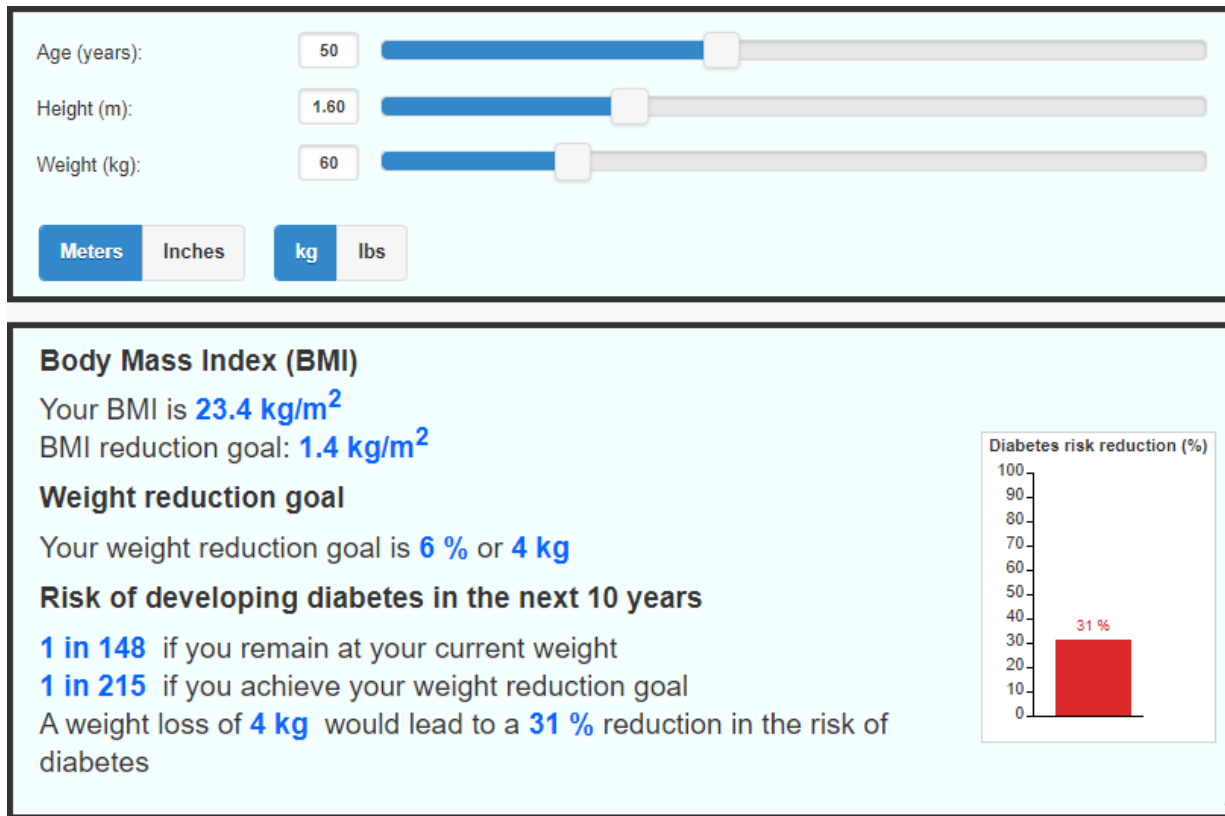 Age (years): 50
Height (m): 1.60
Weight (kg): 60
Meters Inches kg lbs
Body Mass Index (BMI)
Your BMI is 23.4 kg/m²
BMI reduction goal: 1.4 kg/m²
Weight reduction goal
Your weight reduction goal is 6 % or 4 kg
Risk of developing diabetes in the next 10 years
1 in 148 if you remain at your current weight
1 in 215 if you achieve your weight reduction goal
A weight loss of 4 kg would lead to a 31 % reduction in the risk of
diabetes
Diabetes risk reduction (%)
100
90
80
70
60
50
40
31 %
30
20
10
0